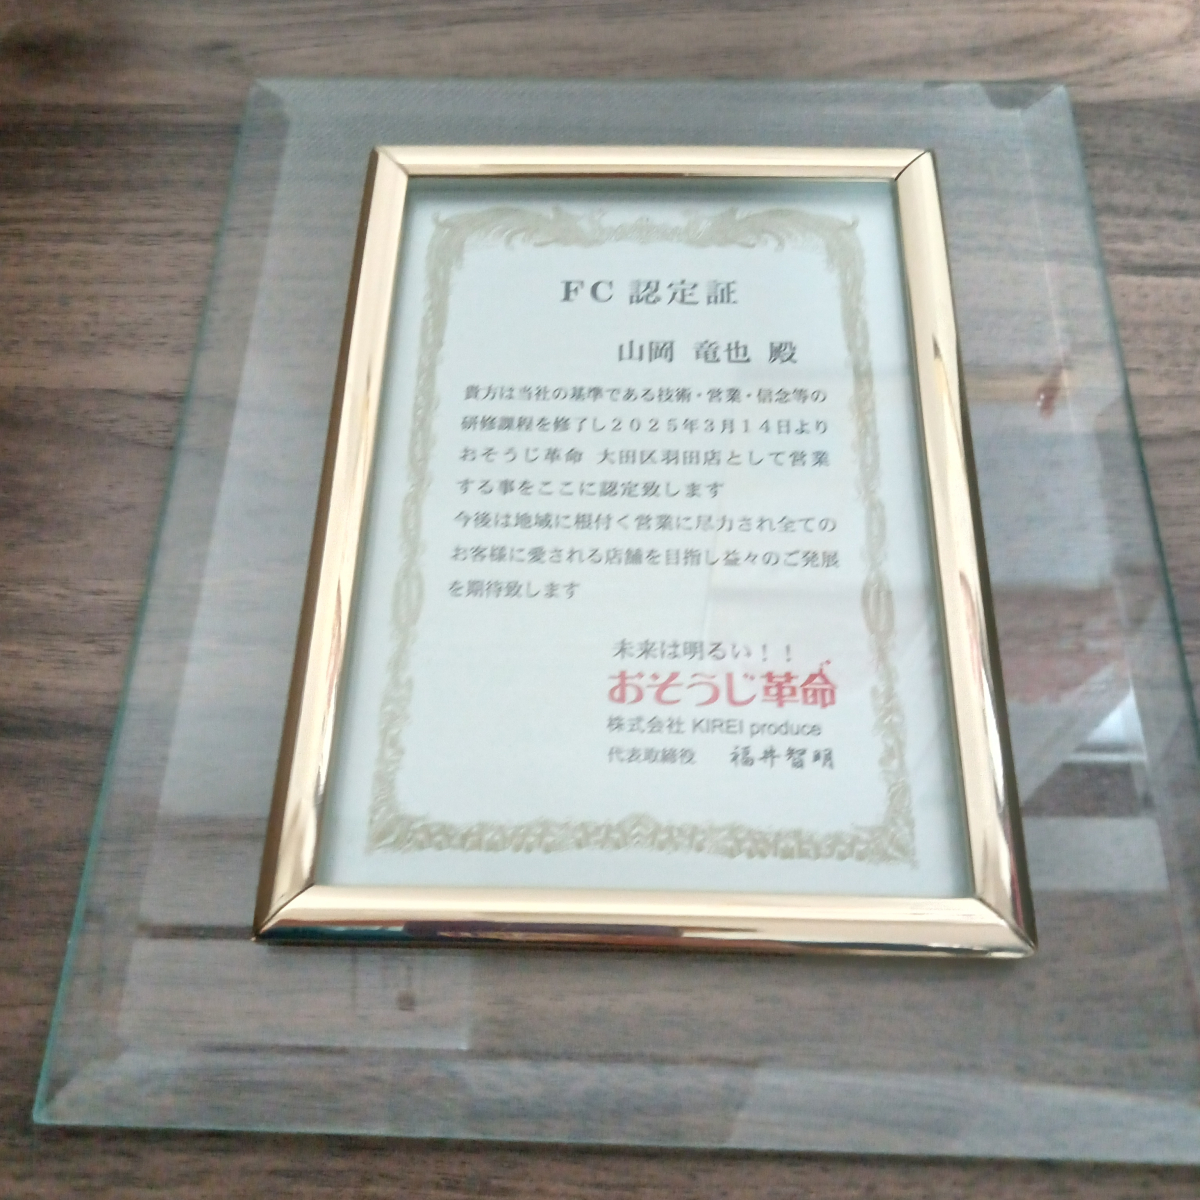 FC 認定証
山岡 竜也 殿
貴方は当社の基準である技術・営業・信念等の
研修課程を修了し２０２５年３月１４日より
おそうじ革命 大田区羽田店として営業
する事をここに認定致します
今後は地域に根付く営業に尽力され全ての
お客様に愛される店舗を目指し益々のご発展
を期待致します
未来は明るい！！
おそうじ革命
株式会社 KIREI produce
代表取締役 福井智明